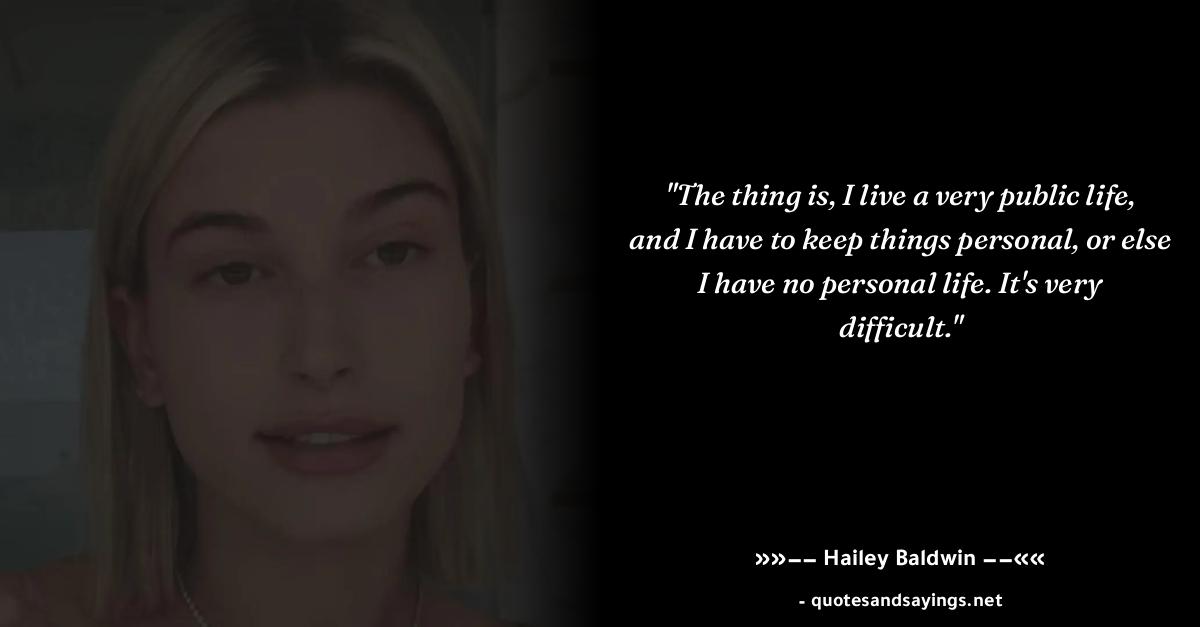 "The thing is, I live a very public life,
and I have to keep things personal, or else
I have no personal life. It's very
difficult."
»»−− Hailey Baldwin −−««
- quotesandsayings.net